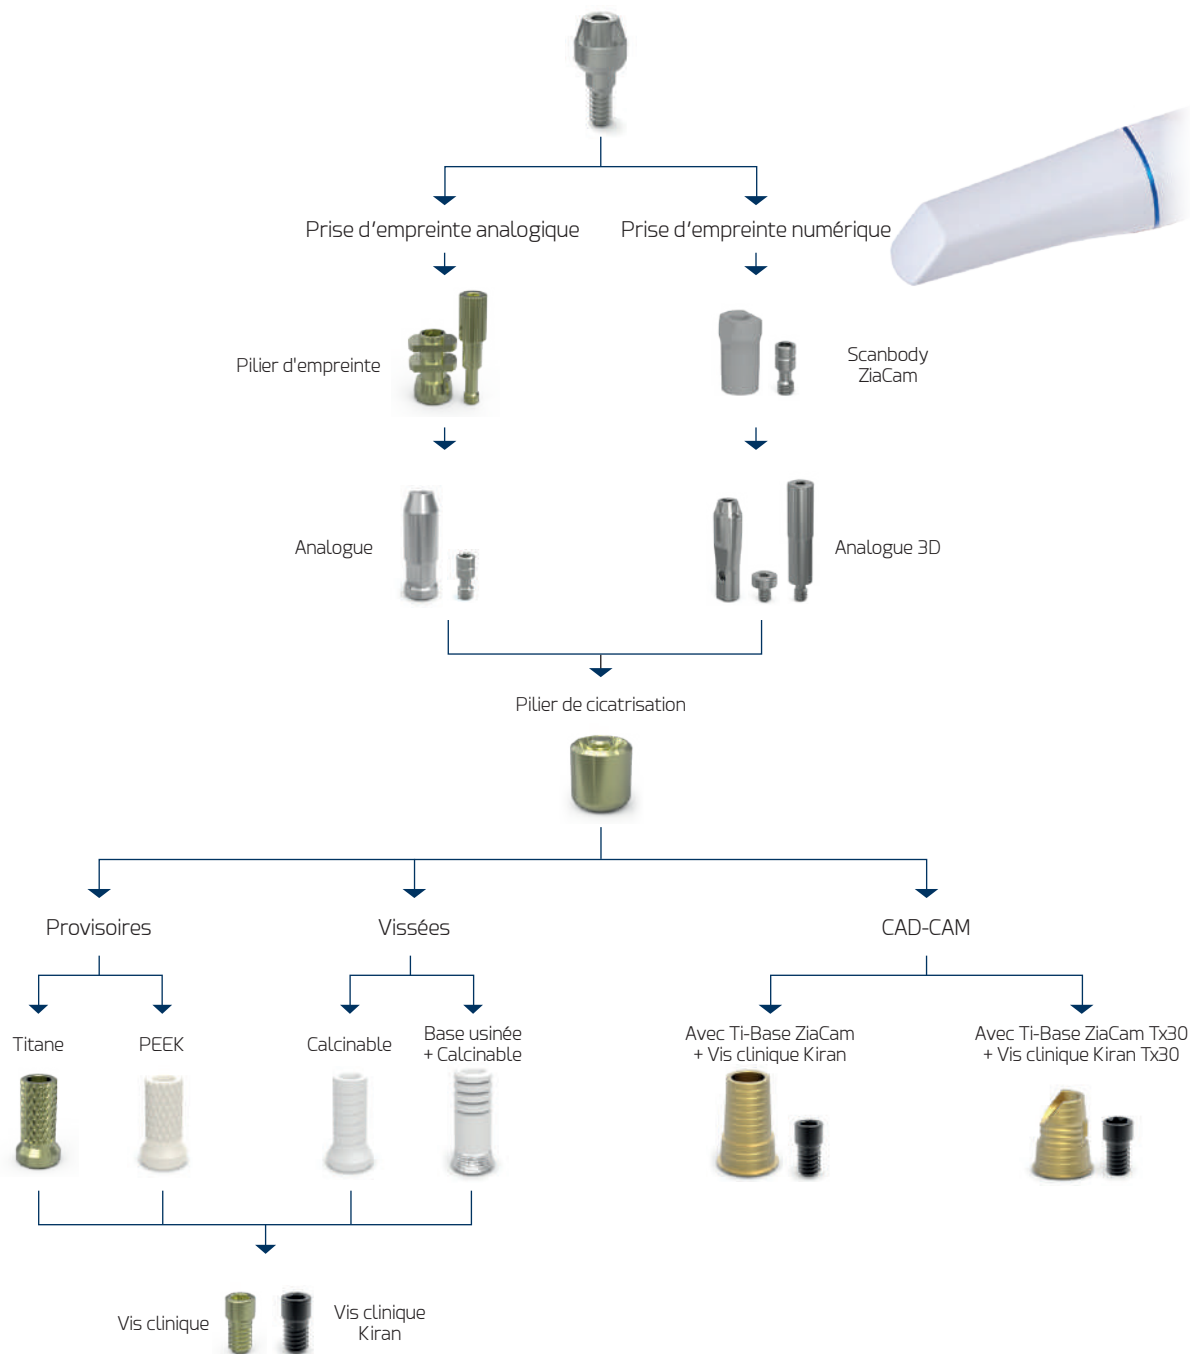 Prise d’empreinte analogique
Prise d’empreinte numérique
Pilier d'empreinte
Scanbody
ZiaCam
Analogue
Analogue 3D
Pilier de cicatrisation
Provisoires
Vissées
CAD-CAM
Titane
PEEK
Calcinable
Base usinée
+ Calcinable
Avec Ti-Base ZiaCam
+ Vis clinique Kiran
Avec Ti-Base ZiaCam Tx30
+ Vis clinique Kiran Tx30
Vis clinique
Vis clinique
Kiran